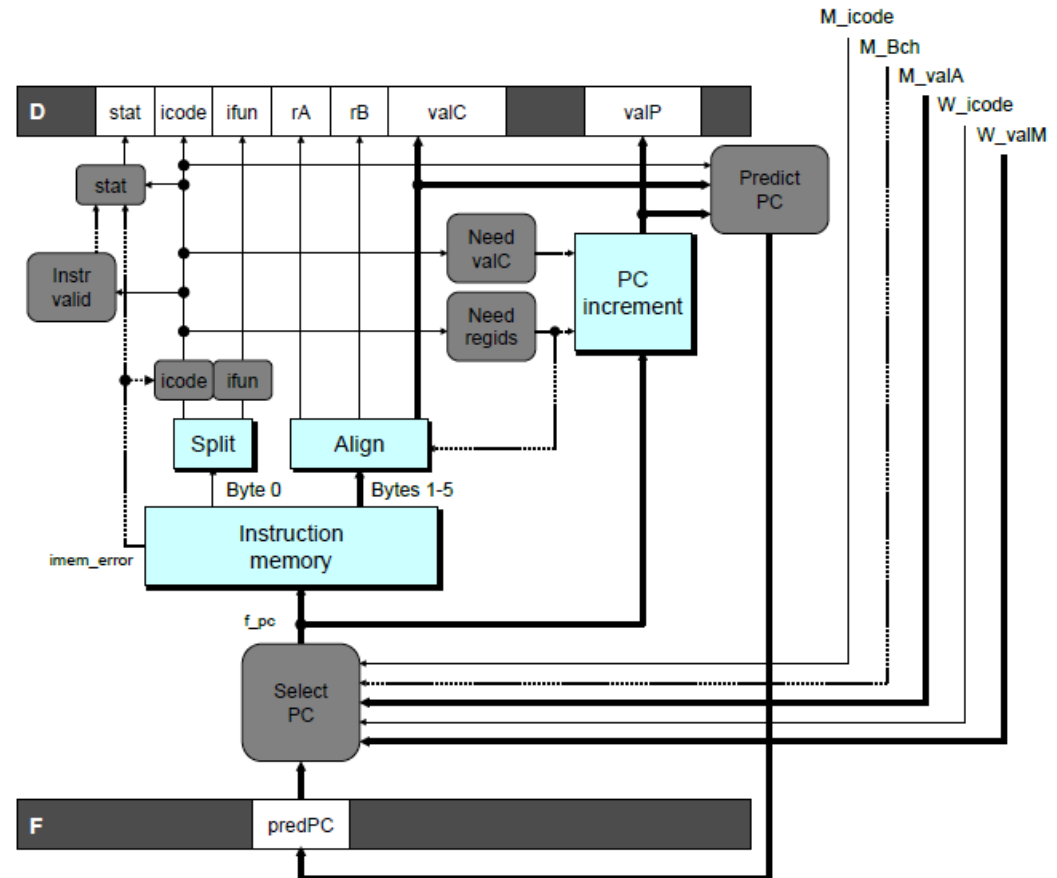 M_icode
M_Bch
M_valA
W_icode
W_valM
D
stat
icode
ifun
rA
rB
valC
valP
stat
Predict
PC
Need
valC
Instr
valid
PC
increment
Need
regids
icode
ifun
Split
Align
Byte 0
Bytes 1-5
Instruction
memory
imem_error
f_pc
Select
PC
F
predPC